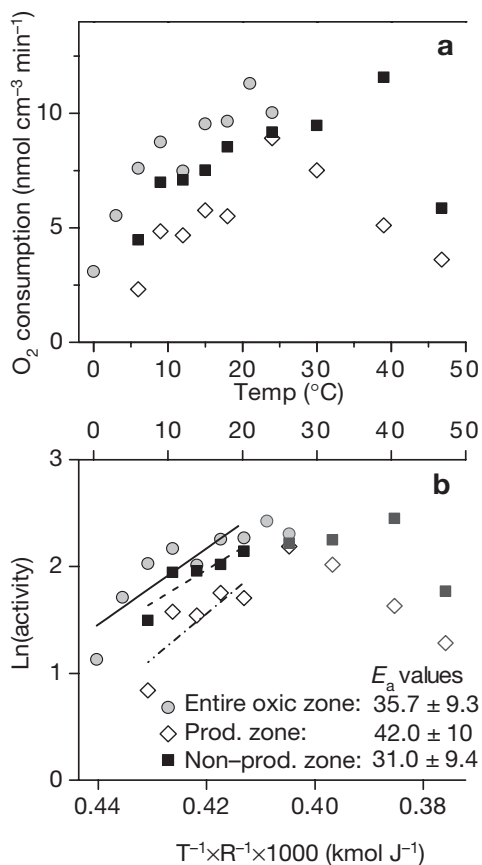 a
15
10
5
0
O₂ consumption (nmol cm⁻³ min⁻¹)
0 10 20 30 40 50
Temp (°C)
0 10 20 30 40 50
b
3
2
1
0
Ln(activity)
Eₐ values
Entire oxic zone: 35.7 ± 9.3
Prod. zone: 42.0 ± 10
Non–prod. zone: 31.0 ± 9.4
0.44 0.42 0.40 0.38
T⁻¹×R⁻¹×1000 (kmol J⁻¹)